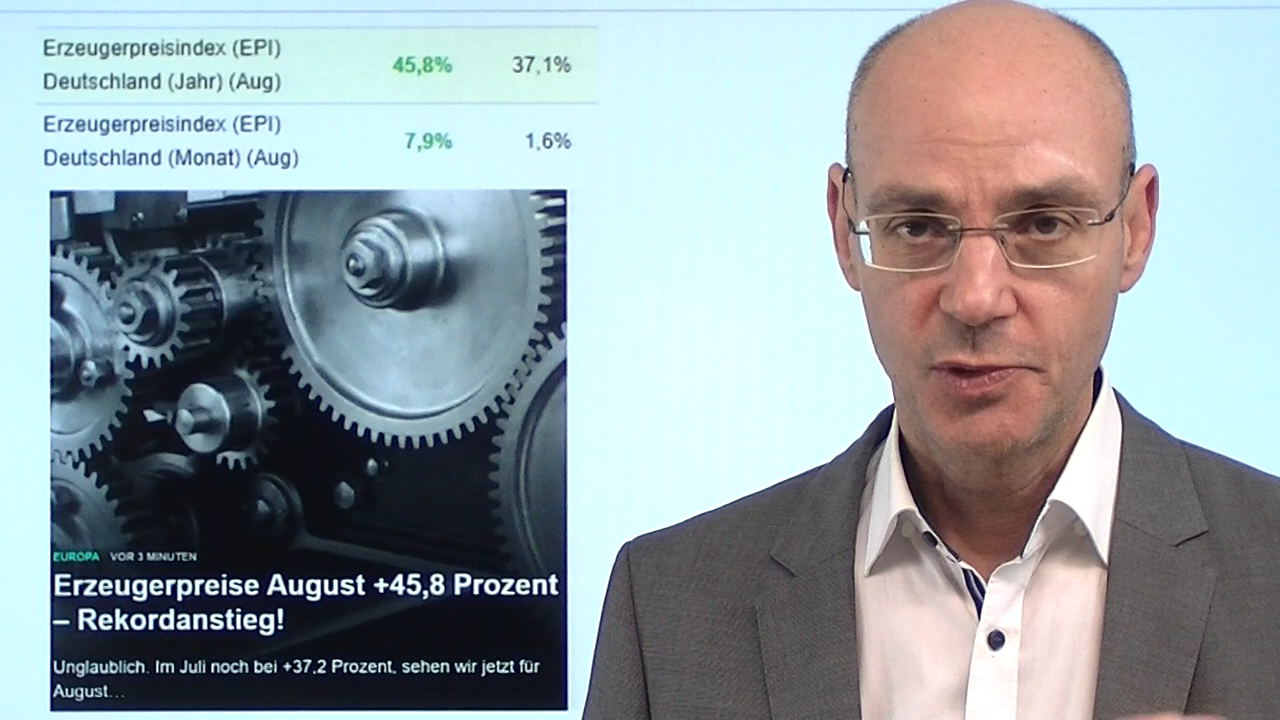 Erzeugerpreisindex (EPI)
Deutschland (Jahr) (Aug) 45,8% 37,1%
Erzeugerpreisindex (EPI)
Deutschland (Monat) (Aug) 7,9% 1,6%
EUROPA VOR 3 MINUTEN
Erzeugerpreise August +45,8 Prozent
– Rekordanstieg!
Unglaublich. Im Juli noch bei +37,2 Prozent, sehen wir jetzt für
August...